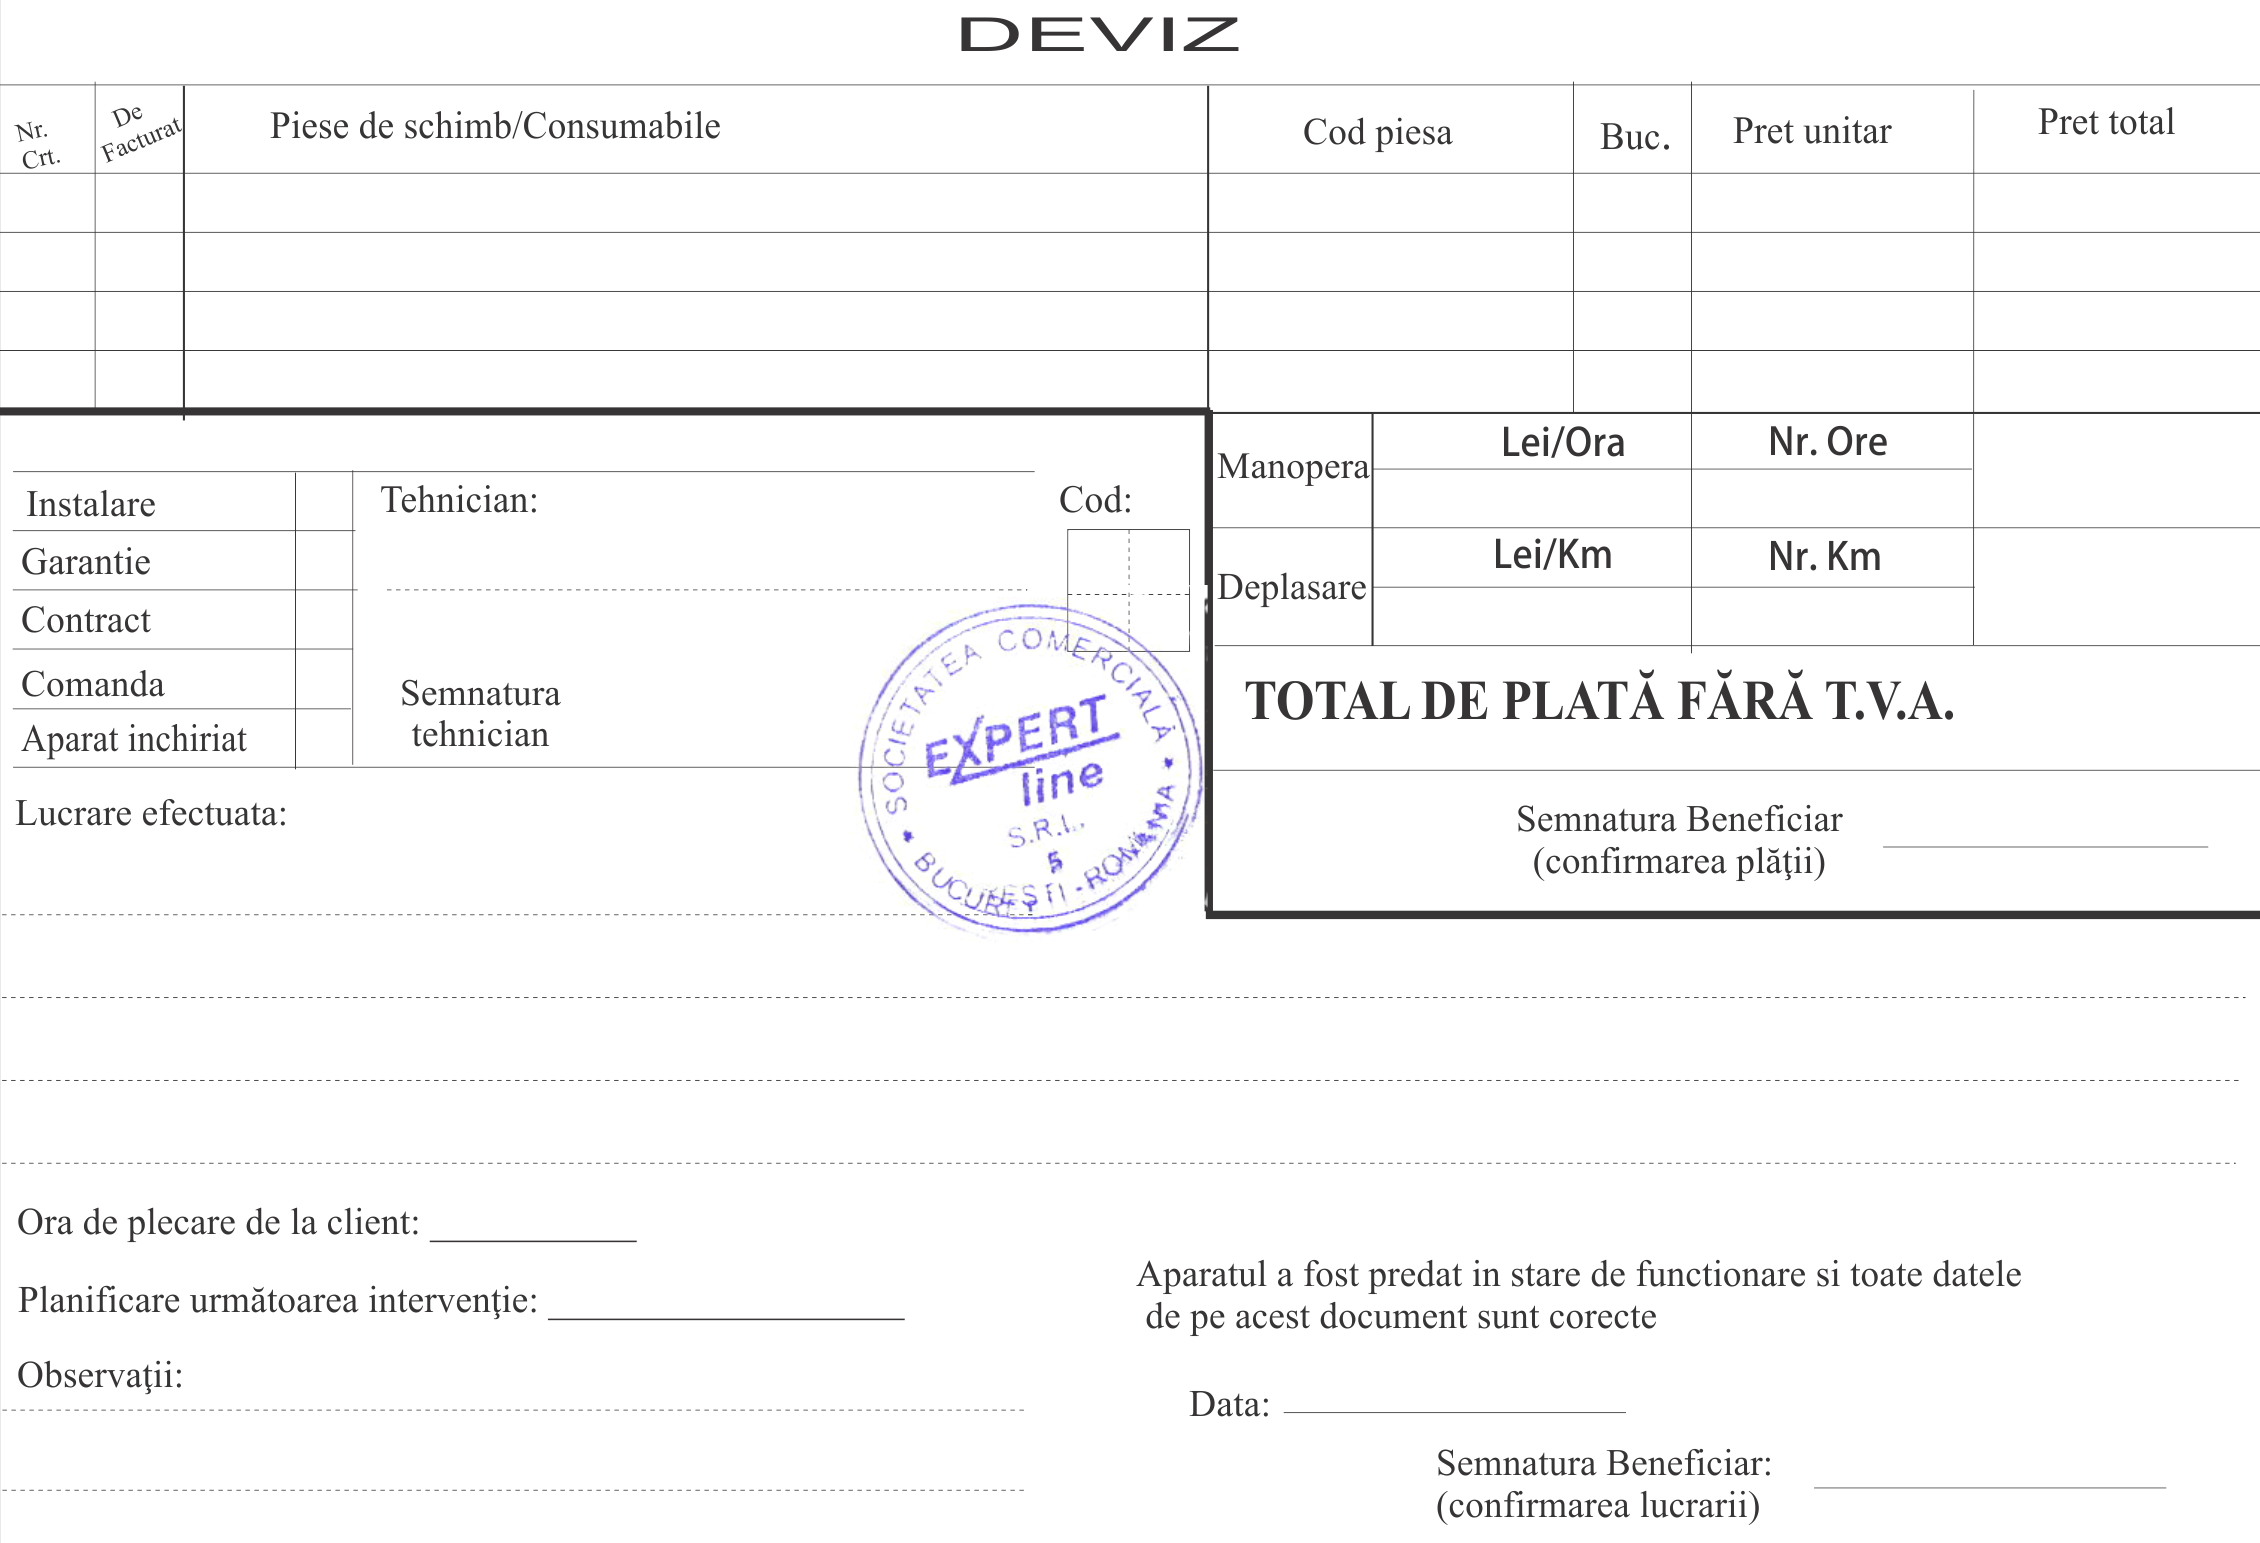 DEVIZ
Nr.
Crt.
De
Facturat
Piese de schimb/Consumabile
Cod piesa
Buc.
Pret unitar
Pret total
Manopera
Lei/Ora
Nr. Ore
Deplasare
Lei/Km
Nr. Km
Instalare
Garantie
Contract
Comanda
Aparat inchiriat
Tehnician:
Cod:
Semnatura
tehnician
SOCIETATEA COMERCIALĂ
EXPERT
line
S.R.L.
5
BUCUREȘTI - ROMANIA
TOTAL DE PLATĂ FĂRĂ T.V.A.
Semnatura Beneficiar
(confirmarea plăţii)
Lucrare efectuata:
Ora de plecare de la client:
Planificare următoarea intervenţie:
Observaţii:
Aparatul a fost predat in stare de functionare si toate datele
de pe acest document sunt corecte
Data:
Semnatura Beneficiar:
(confirmarea lucrarii)